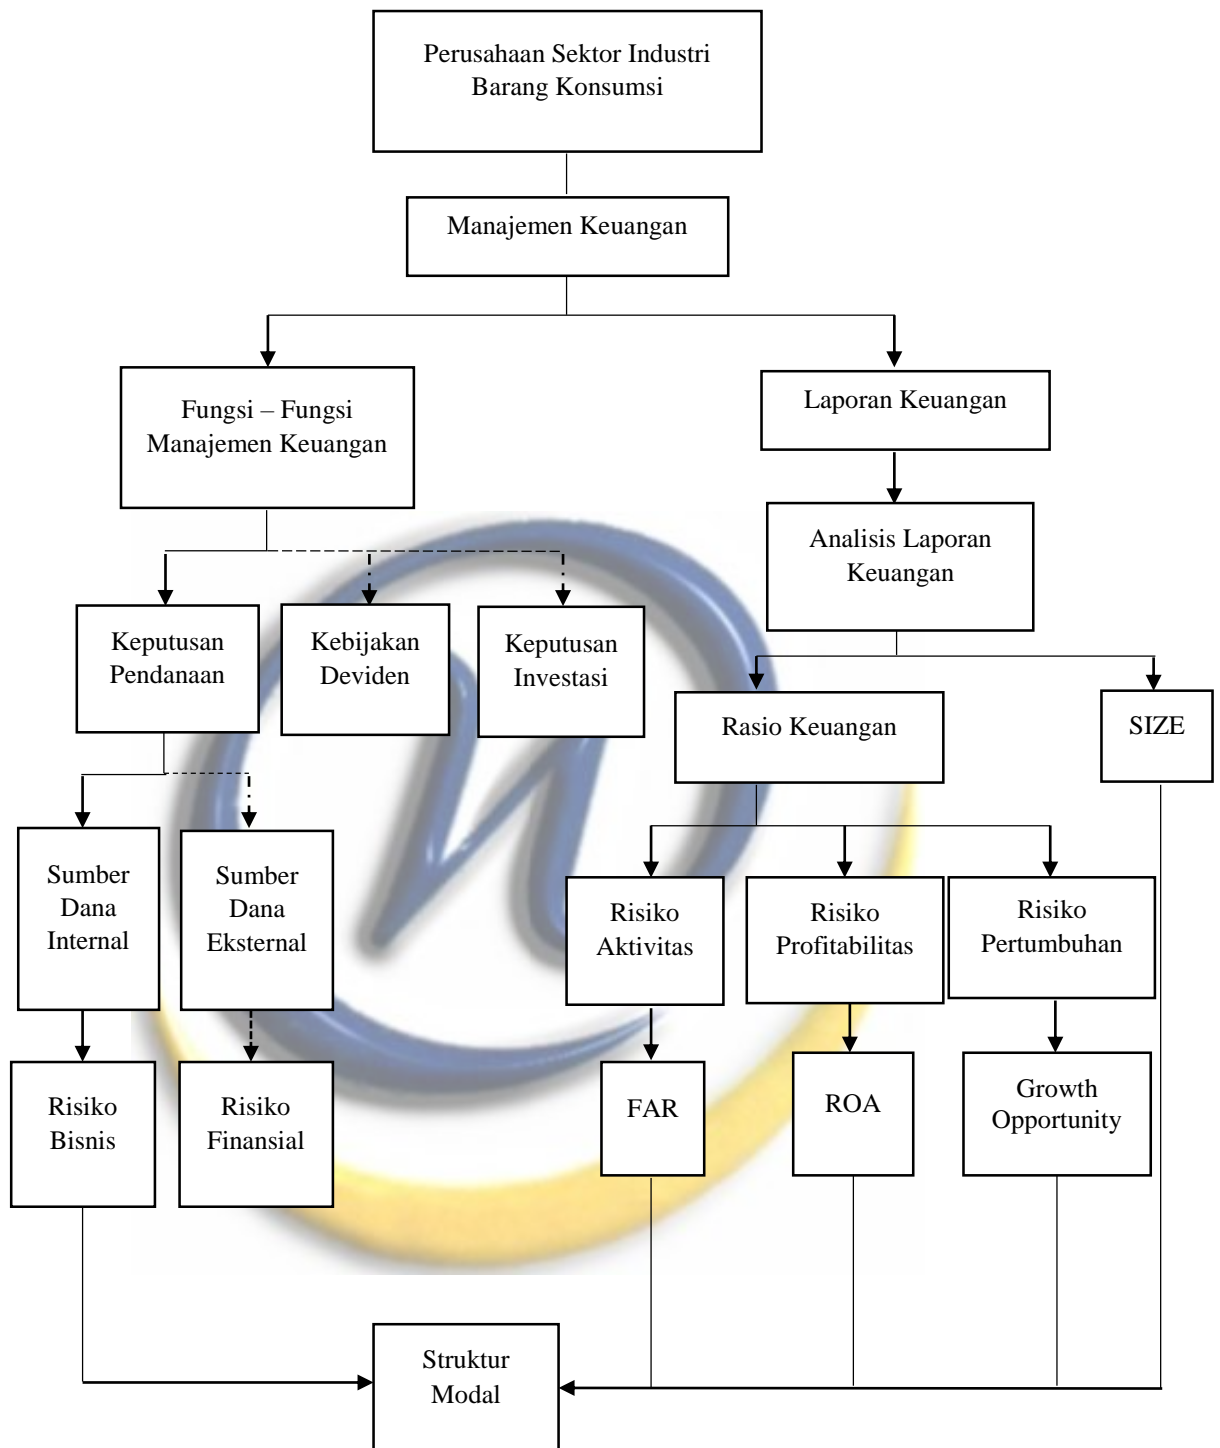 Perusahaan Sektor Industri
Barang Konsumsi
Manajemen Keuangan
Fungsi – Fungsi
Manajemen Keuangan
Laporan Keuangan
Analisis Laporan
Keuangan
Keputusan
Pendanaan
Kebijakan
Deviden
Keputusan
Investasi
Rasio Keuangan
SIZE
Sumber
Dana
Internal
Sumber
Dana
Eksternal
Risiko
Aktivitas
Risiko
Profitabilitas
Risiko
Pertumbuhan
Risiko
Bisnis
Risiko
Finansial
FAR
ROA
Growth
Opportunity
Struktur
Modal